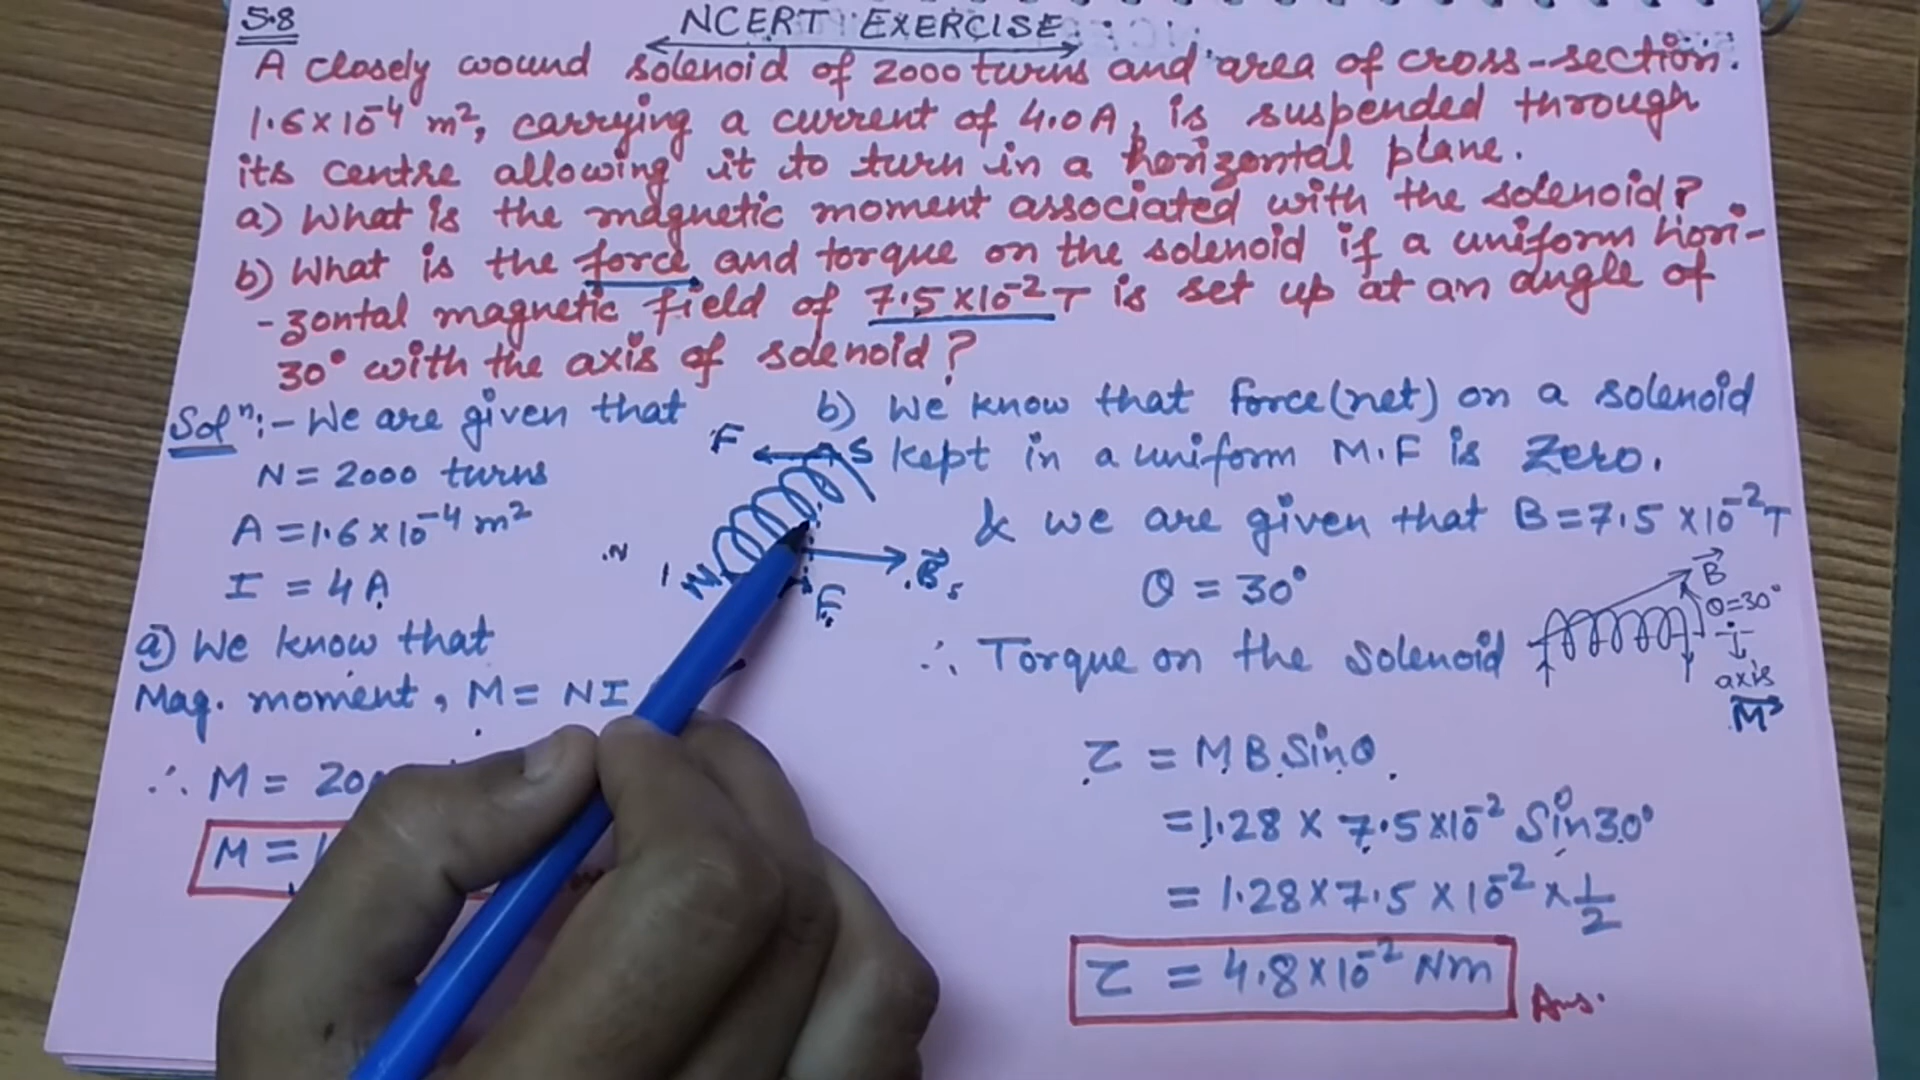 5.8
NCERT EXERCISE
A closely wound solenoid of 2000 turns and area of cross-section.
1.6×10⁻⁴ m², carrying a current of 4.0A, is suspended through
its centre allowing it to turn in a horizontal plane.
a) What is the magnetic moment associated with the solenoid?
b) What is the force and torque on the solenoid if a uniform hori-
-zontal magnetic field of 7.5×10⁻² T is set up at an angle of
30° with the axis of solenoid?
Solⁿ:- We are given that
N = 2000 turns
A = 1.6×10⁻⁴ m²
I = 4A
a) We know that
Mag. moment, M = NI
∴ M = 200
M = 1
F
S
N
N
B
F
b) We know that force(net) on a solenoid
kept in a uniform M.F is Zero.
& we are given that B = 7.5×10⁻² T
θ = 30°
∴ Torque on the solenoid
B
θ=30°
axis
M
τ = MBSinθ
= 1.28 × 7.5×10⁻² Sin30°
= 1.28×7.5×10⁻² × 1/2
τ = 4.8×10⁻² Nm
Ans.